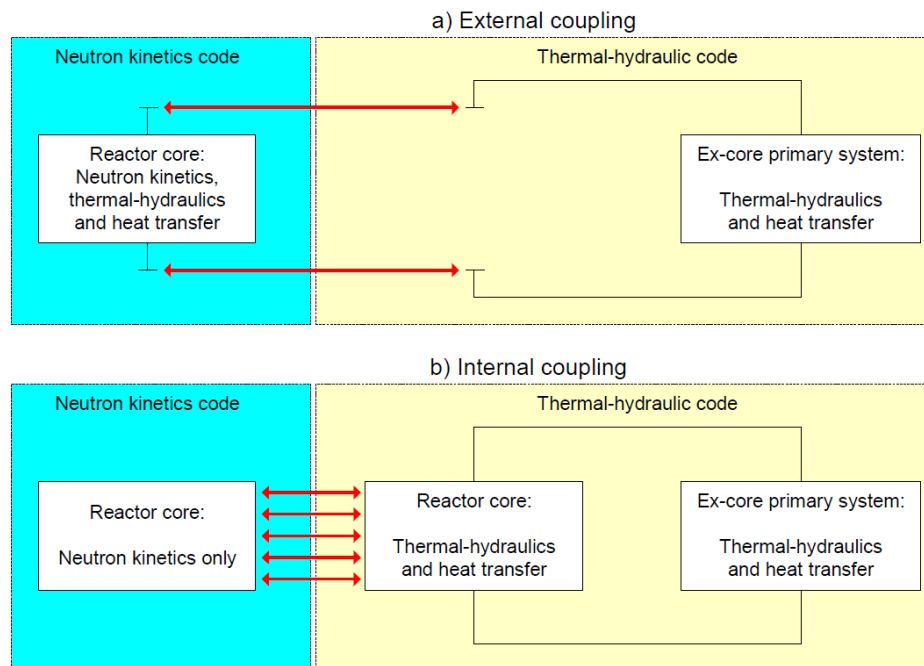 a) External coupling
Neutron kinetics code
Thermal-hydraulic code
Reactor core:
Neutron kinetics,
thermal-hydraulics
and heat transfer
Ex-core primary system:
Thermal-hydraulics
and heat transfer
b) Internal coupling
Neutron kinetics code
Thermal-hydraulic code
Reactor core:
Neutron kinetics only
Reactor core:
Thermal-hydraulics
and heat transfer
Ex-core primary system:
Thermal-hydraulics
and heat transfer